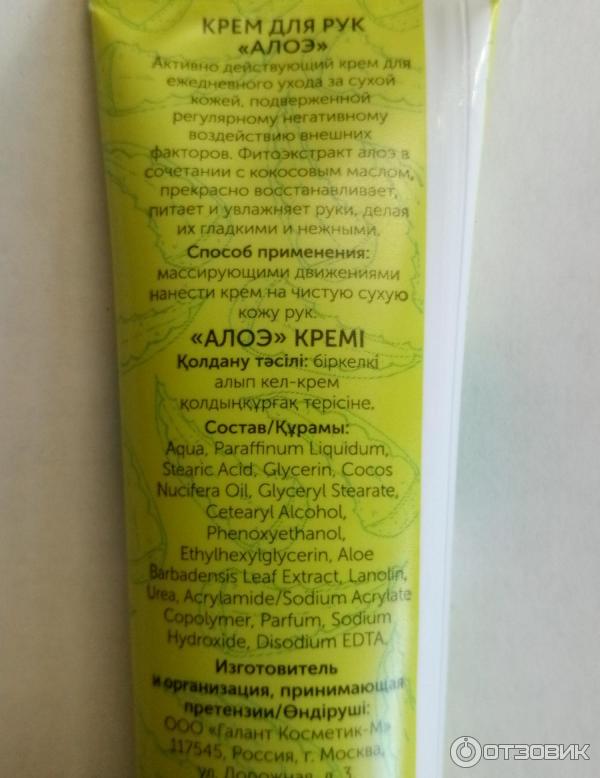 КРЕМ ДЛЯ РУК
«АЛОЭ»
Активно действующий крем для
ежедневного ухода за сухой
кожей, подверженной
регулярному негативному
воздействию внешних
факторов. Фитоэкстракт алоэ в
сочетании с кокосовым маслом,
прекрасно восстанавливает,
питает и увлажняет руки, делая
их гладкими и нежными.
Способ применения:
массирующими движениями
нанести крем на чистую сухую
кожу рук.
«АЛОЭ» КРЕМІ
Қолдану тәсілі: біркелкі
алып кел-крем
қолдыңқұрғақ терісіне.
Состав/Құрамы:
Aqua, Paraffinum Liquidum,
Stearic Acid, Glycerin, Cocos
Nucifera Oil, Glyceryl Stearate,
Cetearyl Alcohol,
Phenoxyethanol,
Ethylhexylglycerin, Aloe
Barbadensis Leaf Extract, Lanolin,
Urea, Acrylamide/Sodium Acrylate
Copolymer, Parfum, Sodium
Hydroxide, Disodium EDTA.
Изготовитель
и организация, принимающая
претензии/Өндіруші:
ООО «Галант Косметик-М»
117545, Россия, г. Москва,
ул. Дорожная, д. 3
ОТЗОВИК